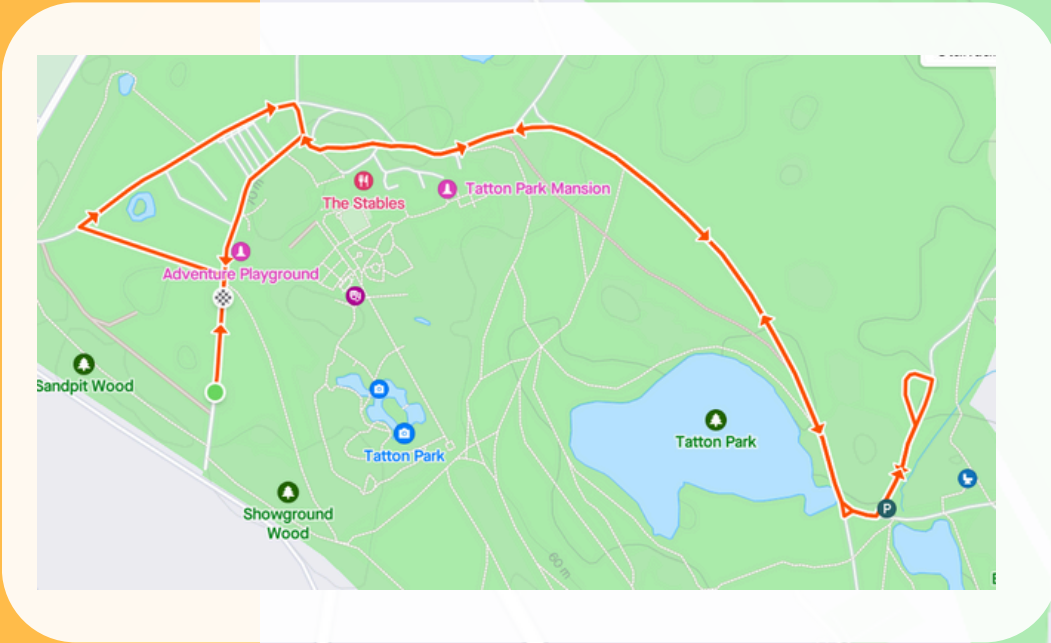 Tatton Park Mansion
The Stables
Adventure Playground
Sandpit Wood
Tatton Park
Tatton Park
Showground
Wood
60 m
P